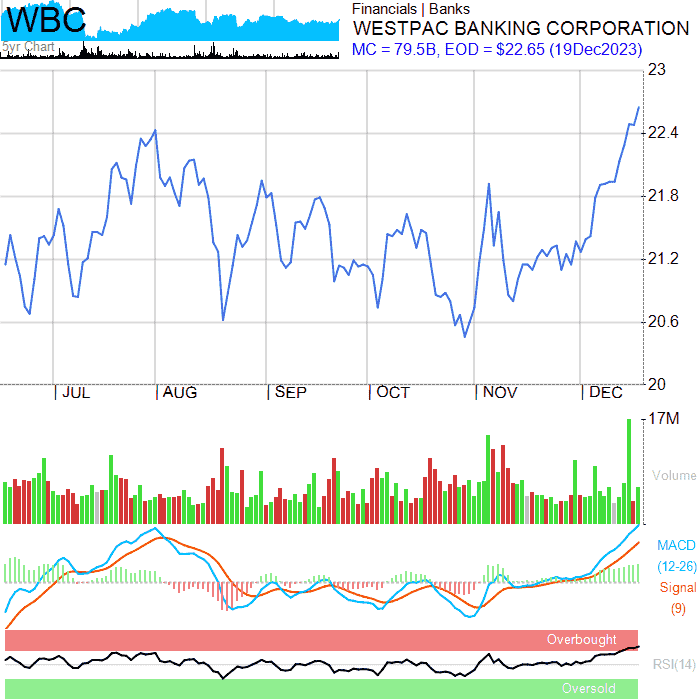 WBC
5yr Chart
Financials | Banks
WESTPAC BANKING CORPORATION
MC = 79.5B, EOD = $22.65 (19Dec2023)
23
22.4
21.8
21.2
20.6
20
JUL
AUG
SEP
OCT
NOV
DEC
17M
Volume
MACD
(12-26)
Signal
(9)
Overbought
RSI(14)
Oversold